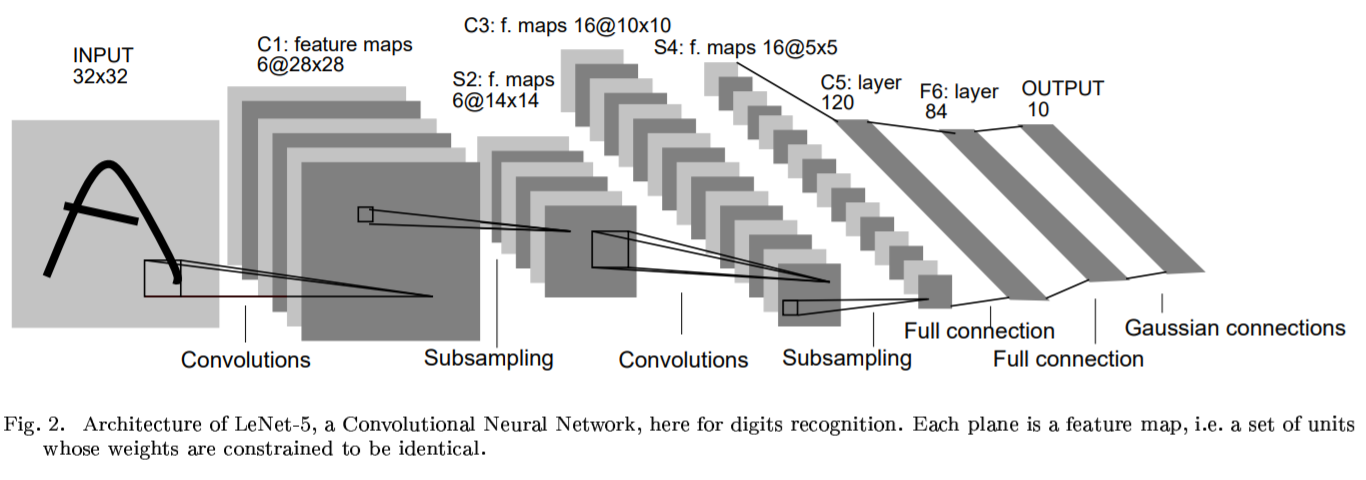 INPUT
32x32
C1: feature maps
6@28x28
S2: f. maps
6@14x14
C3: f. maps 16@10x10
S4: f. maps 16@5x5
C5: layer
120
F6: layer
84
OUTPUT
10
Convolutions
Subsampling
Convolutions
Subsampling
Full connection
Full connection
Gaussian connections
Fig. 2. Architecture of LeNet-5, a Convolutional Neural Network, here for digits recognition. Each plane is a feature map, i.e. a set of units
whose weights are constrained to be identical.